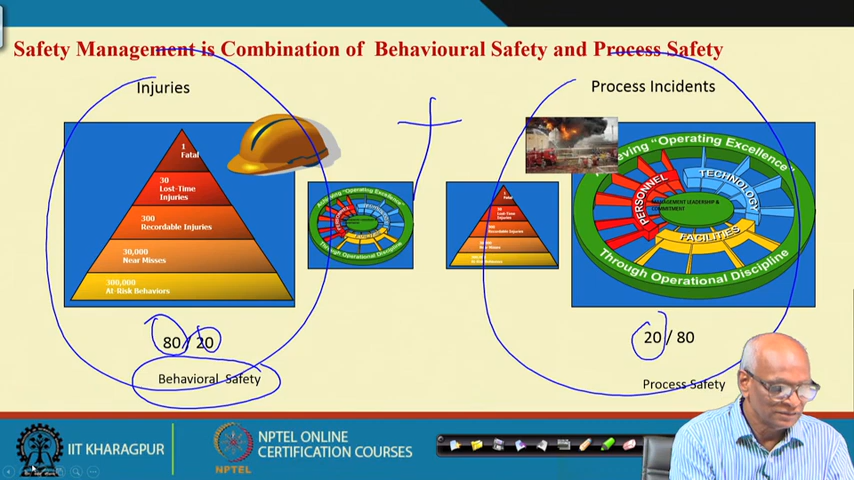 Safety Management is Combination of Behavioural Safety and Process Safety
Injuries
1
Fatal
30
Lost-Time
Injuries
300
Recordable Injuries
30,000
Near Misses
300,000
At-Risk Behaviors
80/ 20
Behavioral Safety
Process Incidents
"Operating Excellence"
PERSONNEL
TECHNOLOGY
MANAGEMENT LEADERSHIP &
COMMITMENT
FACILITIES
Through Operational Discipline
20 / 80
Process Safety
IIT KHARAGPUR
NPTEL
NPTEL ONLINE
CERTIFICATION COURSES